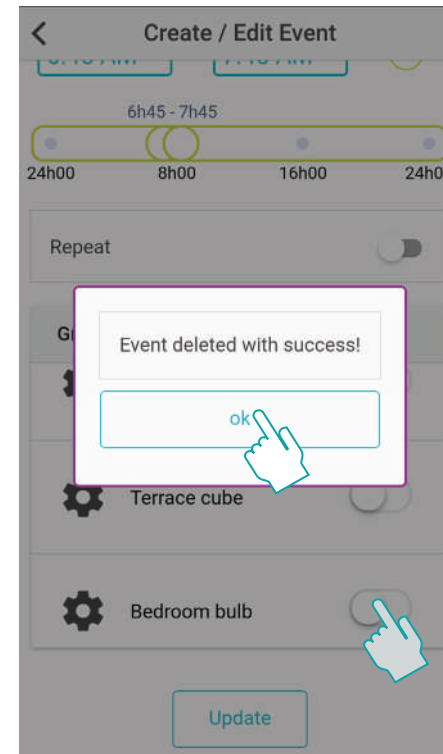 Create / Edit Event
6h45 - 7h45
24h00 8h00 16h00 24h0
Repeat
Event deleted with success!
ok
Terrace cube
Bedroom bulb
Update